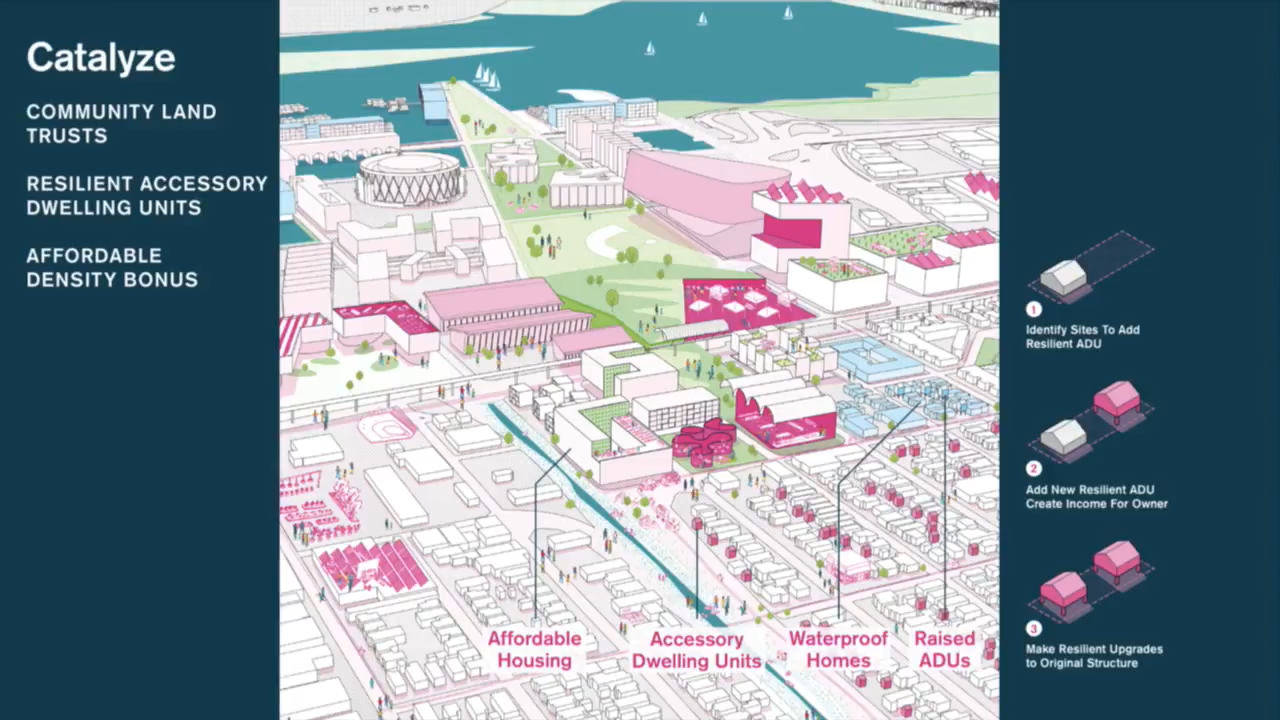 Catalyze
COMMUNITY LAND
TRUSTS
RESILIENT ACCESSORY
DWELLING UNITS
AFFORDABLE
DENSITY BONUS
Affordable
Housing
Accessory
Dwelling Units
Waterproof
Homes
Raised
ADUs
1
Identify Sites To Add
Resilient ADU
2
Add New Resilient ADU
Create Income For Owner
3
Make Resilient Upgrades
to Original Structure